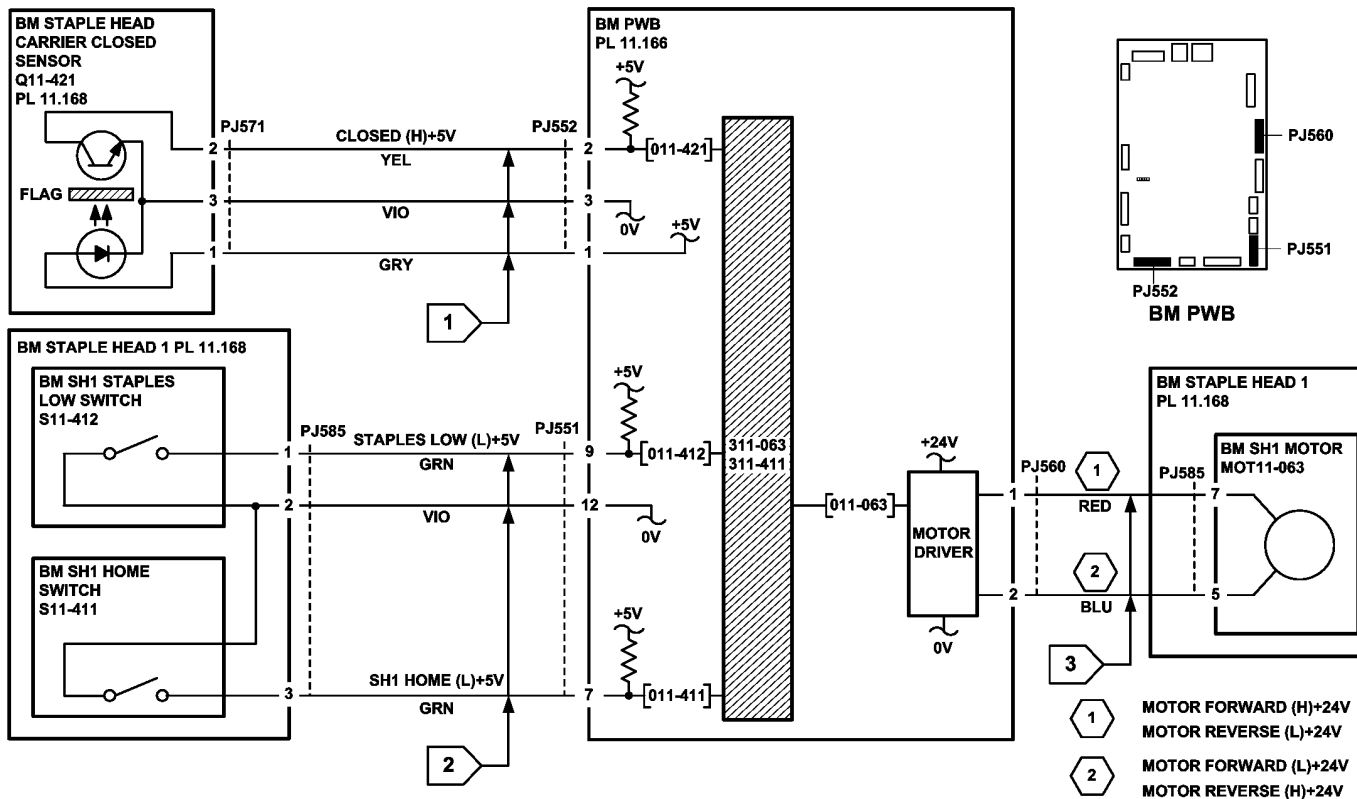 BM STAPLE HEAD
CARRIER CLOSED
SENSOR
Q11-421
PL 11.168
FLAG
PJ571
2
3
1
CLOSED (H)+5V
YEL
VIO
GRY
PJ552
2
3
1
1
BM PWB
PL 11.166
+5V
[011-421]
0V
+5V
PJ560
PJ551
PJ552
BM PWB
BM STAPLE HEAD 1 PL 11.168
BM SH1 STAPLES
LOW SWITCH
S11-412
BM SH1 HOME
SWITCH
S11-411
PJ585
1
2
3
STAPLES LOW (L)+5V
GRN
VIO
SH1 HOME (L)+5V
GRN
PJ551
9
12
7
2
+5V
[011-412]
0V
+5V
[011-411]
311-063
311-411
[011-063]
+24V
MOTOR
DRIVER
0V
1
2
PJ560
1
RED
2
BLU
3
PJ585
BM STAPLE HEAD 1
PL 11.168
BM SH1 MOTOR
MOT11-063
7
5
1
MOTOR FORWARD (H)+24V
MOTOR REVERSE (L)+24V
2
MOTOR FORWARD (L)+24V
MOTOR REVERSE (H)+24V